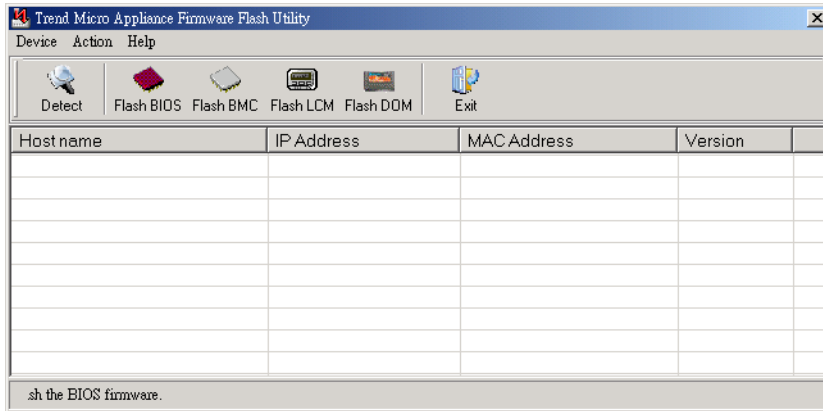 Trend Micro Appliance Firmware Flash Utility
Device Action Help
Detect Flash BIOS Flash BMC Flash LCM Flash DOM Exit
Host name IP Address MAC Address Version
sh the BIOS firmware.